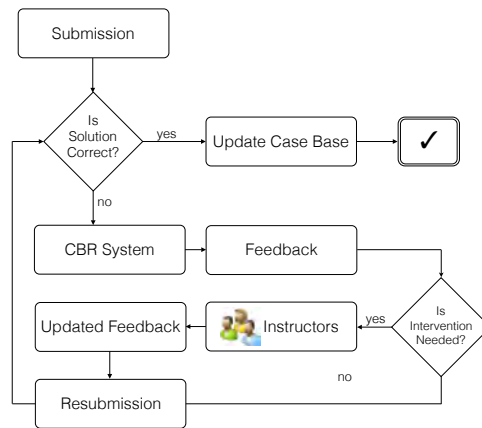 Submission
Is
Solution
Correct?
yes
Update Case Base
✓
no
CBR System
Feedback
Is
Intervention
Needed?
yes
Instructors
Updated Feedback
no
Resubmission